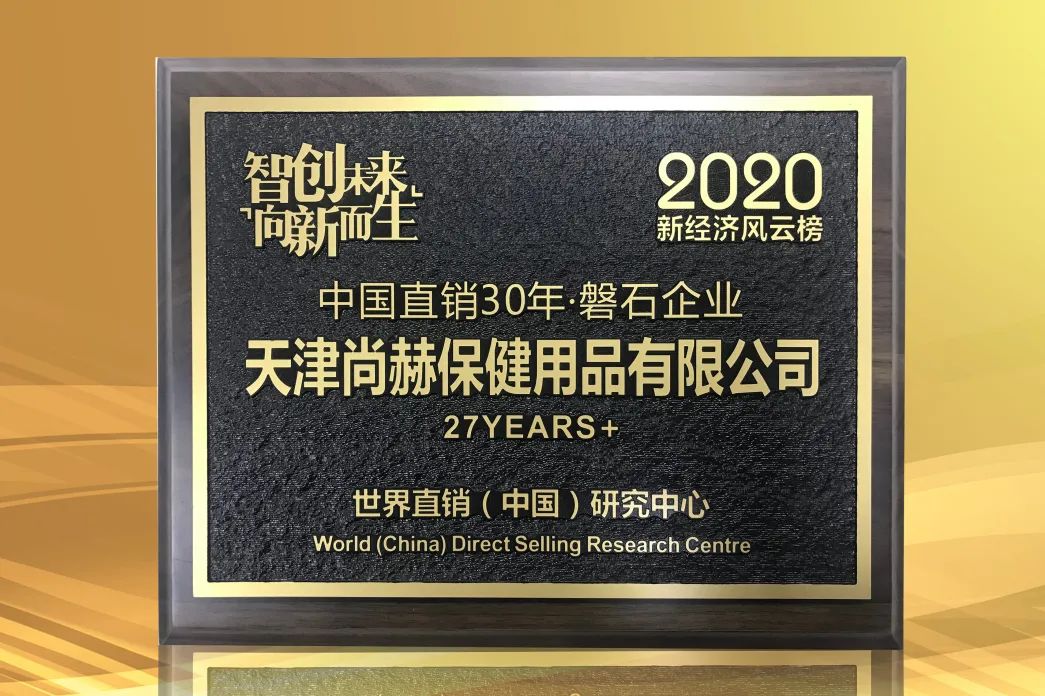 智创未来
向新而生
2020
新经济风云榜
中国直销30年·磐石企业
天津尚赫保健用品有限公司
27YEARS+
世界直销（中国）研究中心
World (China) Direct Selling Research Centre